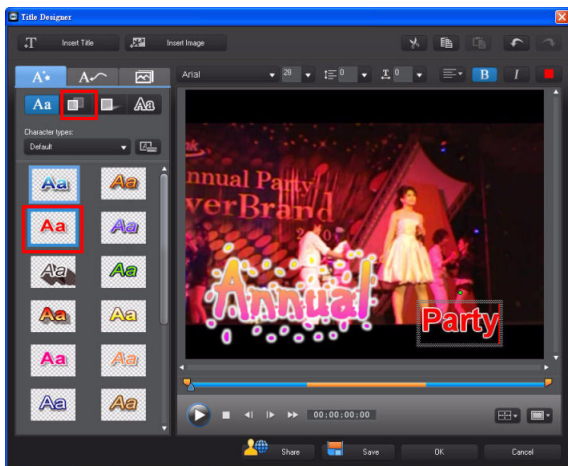 Title Designer
Insert Title
Insert Image
Arial
29
0
0
B
I
Aa
Aa
Character types:
Default
Aa
Aa
Aa
Aa
Aa
Aa
Aa
Aa
Aa
Aa
Aa
Aa
nnual Party
verBrand
2010
Annual
Party
00;00;00;00
Share
Save
OK
Cancel